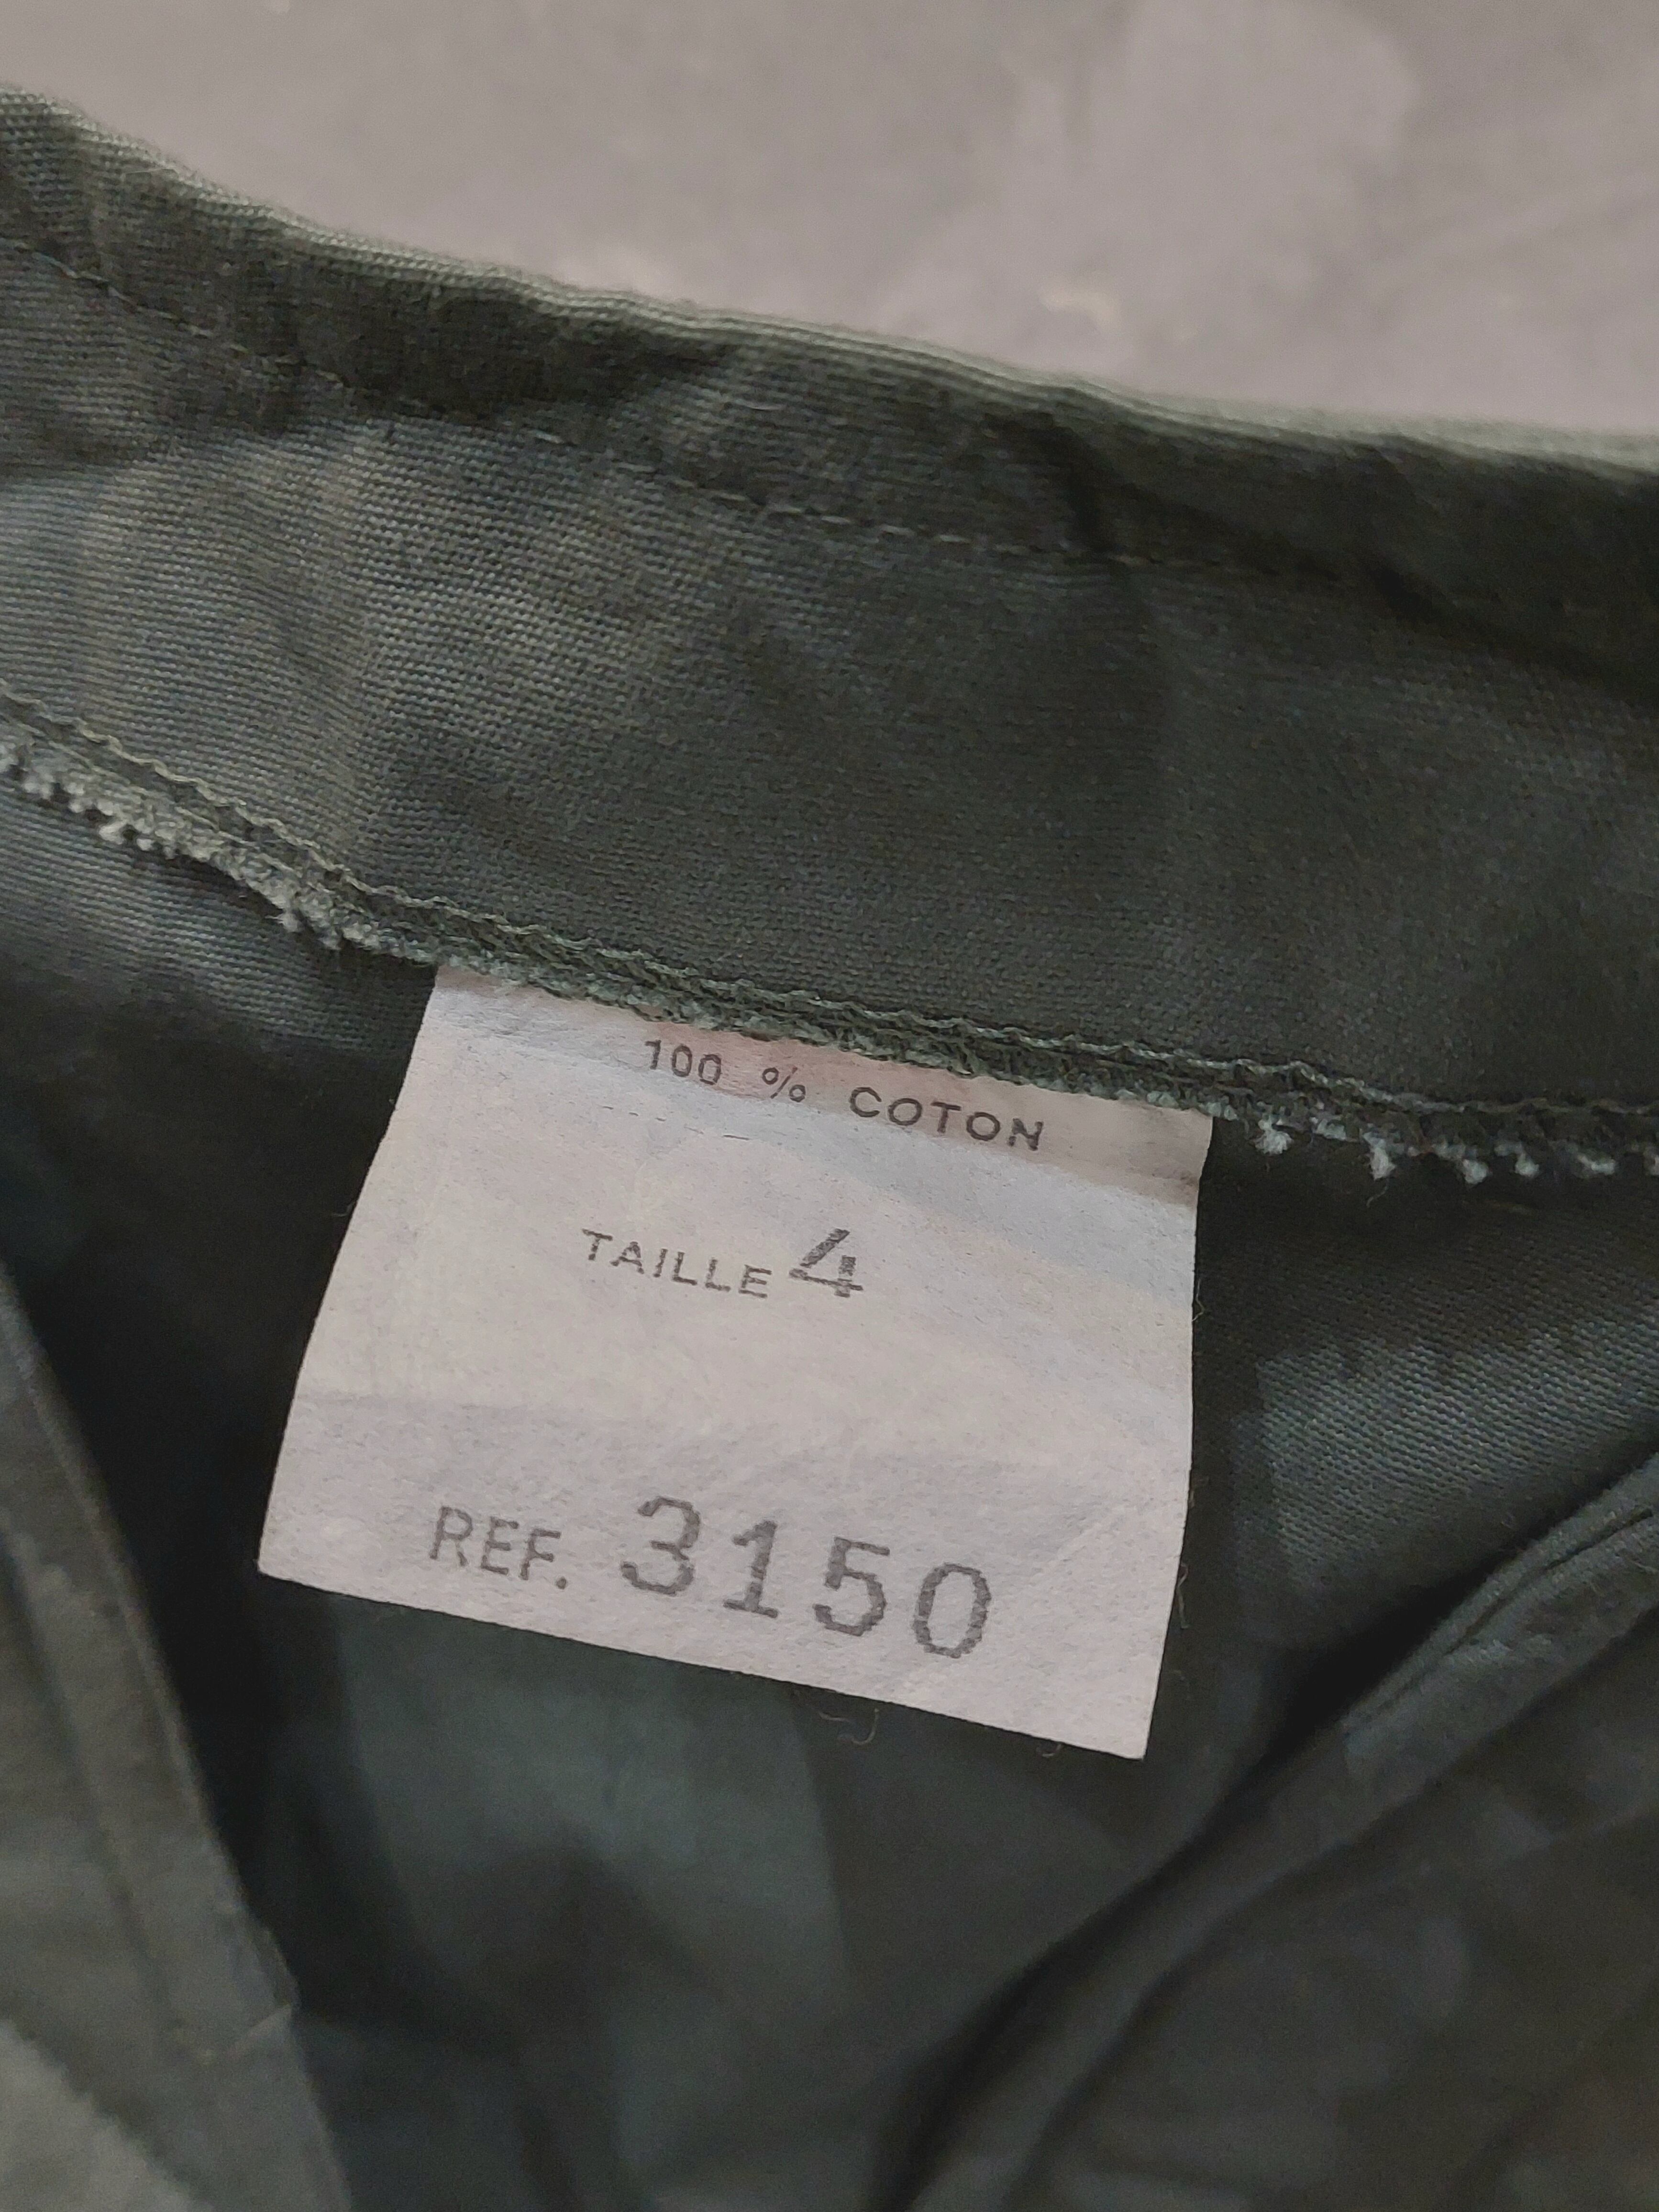 100 % COTON
TAILLE 4
REF. 3150